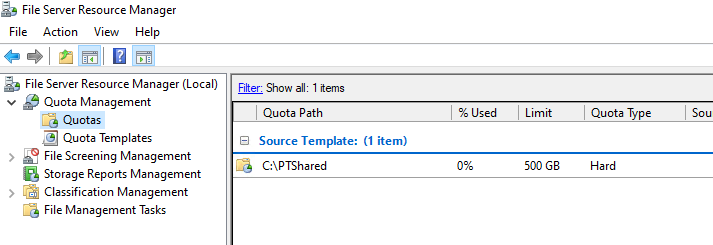 File Server Resource Manager
File Action View Help
File Server Resource Manager (Local)
Quota Management
Quotas
Quota Templates
File Screening Management
Storage Reports Management
Classification Management
File Management Tasks
Filter: Show all: 1 items
Quota Path % Used Limit Quota Type Sou
Source Template: (1 item)
C:\PTShared 0% 500 GB Hard